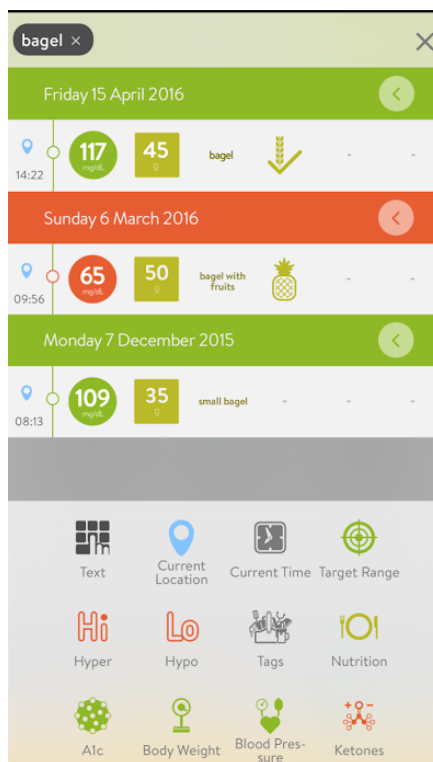 bagel ×
Friday 15 April 2016
117 45 bagel - -
mg/dL g
14:22
Sunday 6 March 2016
65 50 bagel with
mg/dL g fruits - -
09:56
Monday 7 December 2015
109 35 small bagel - - -
mg/dL g
08:13
Text Current Current Time Target Range
Location
Hi Lo
Hyper Hypo Tags Nutrition
A1c Body Weight Blood Pres- Ketones
sure